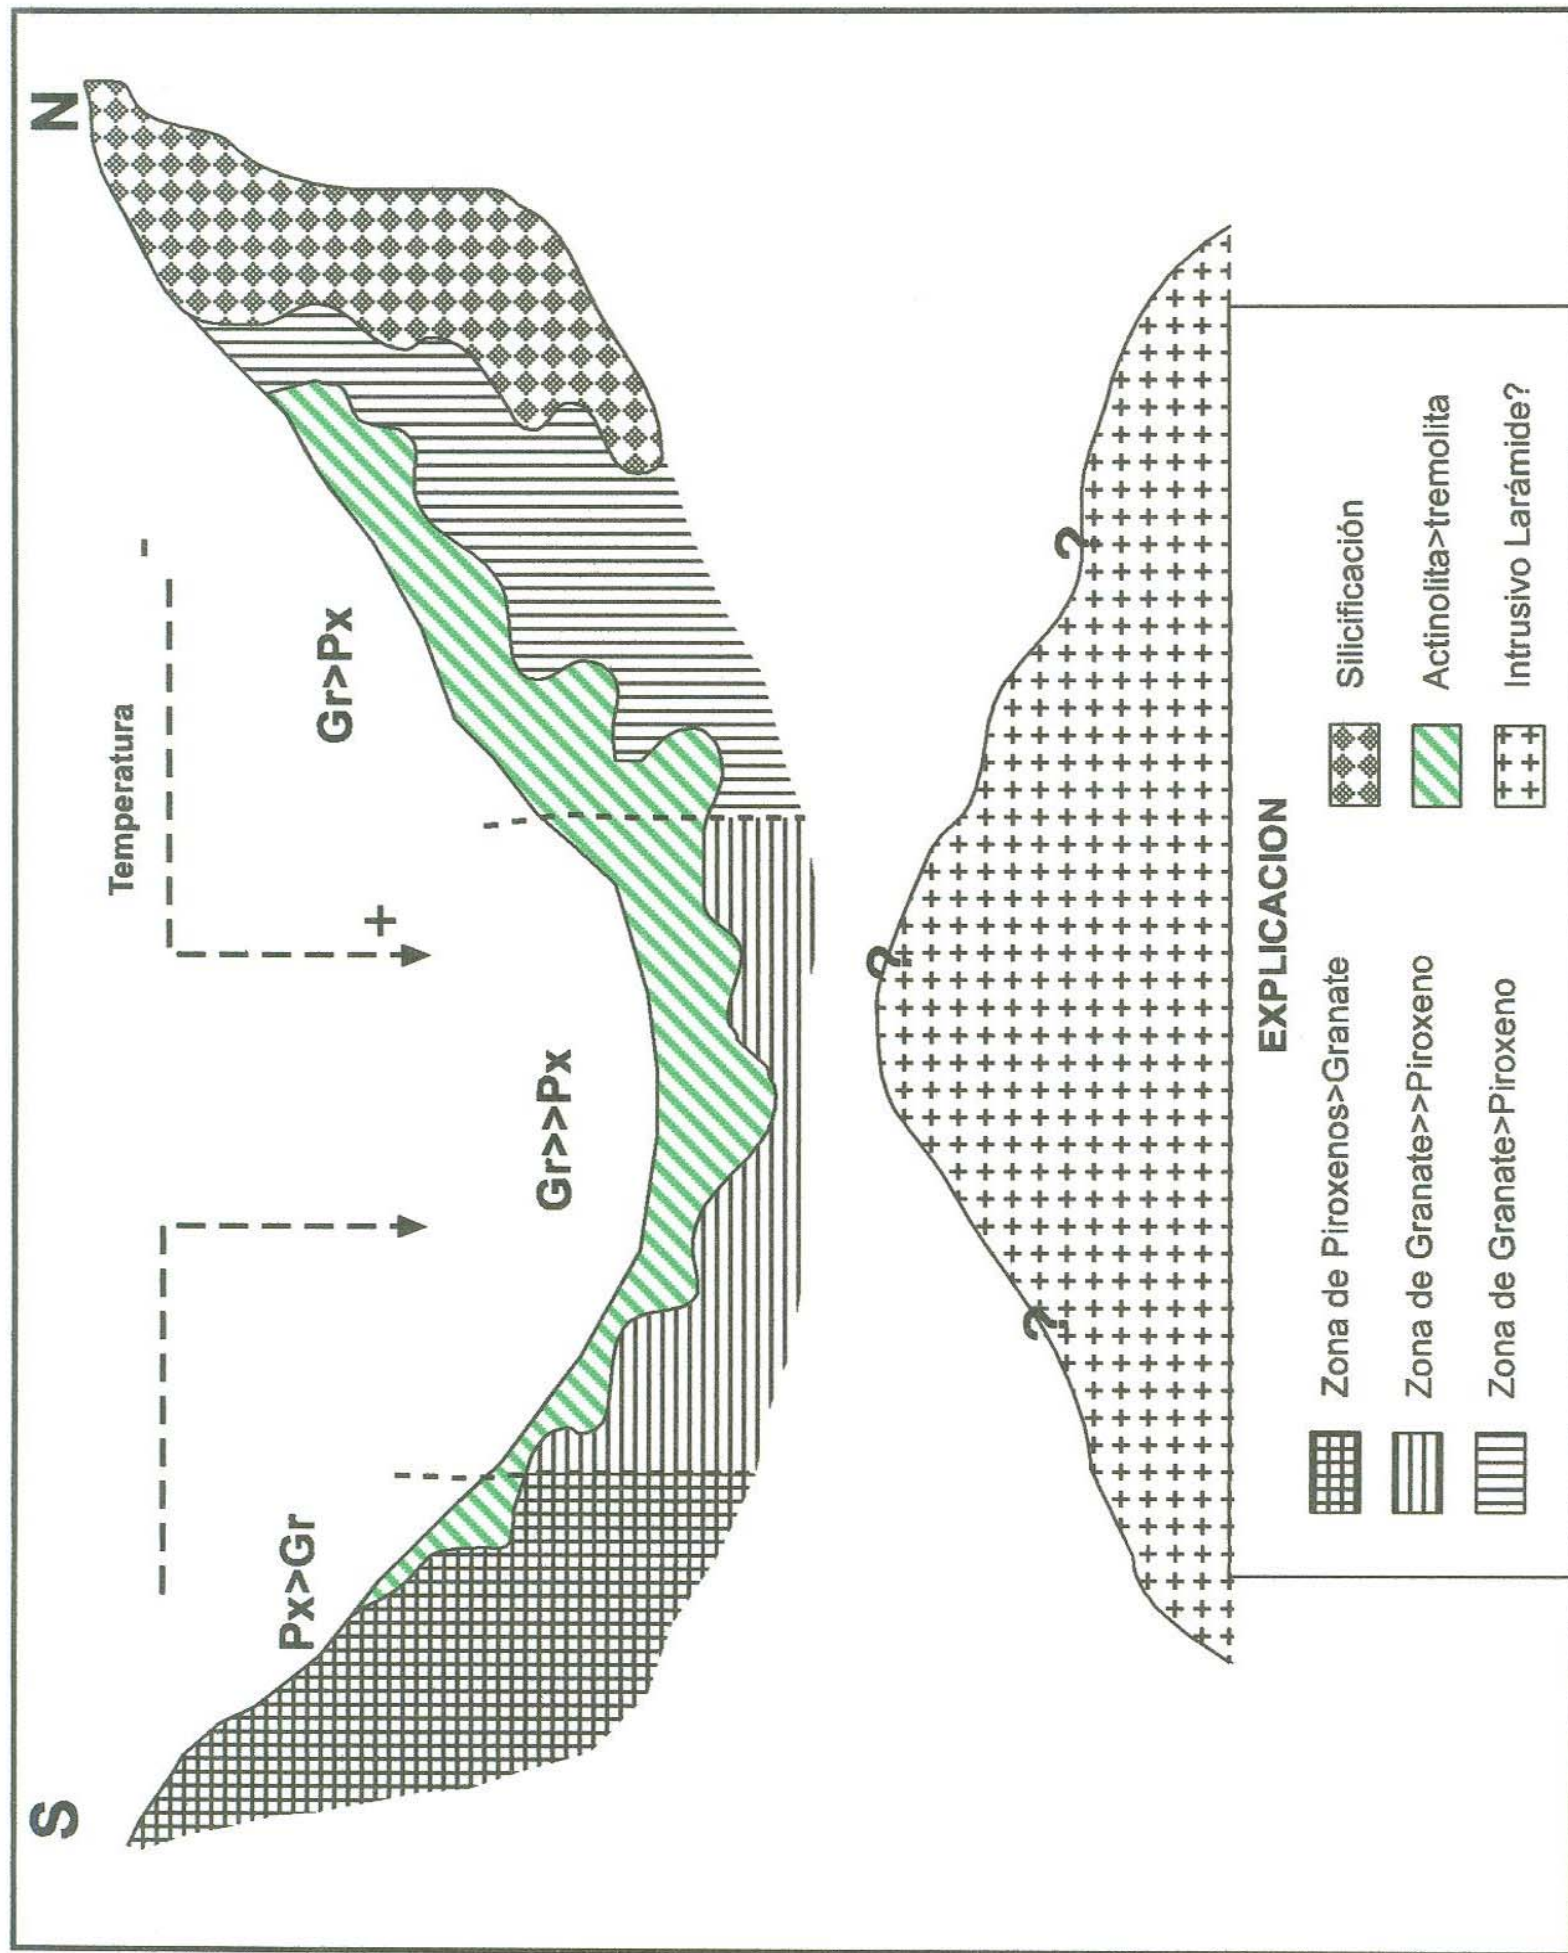 S
N
Temperatura
-
+
Px>Gr
Gr>>Px
Gr>Px
?
?
?
EXPLICACION
Zona de Piroxenos>Granate
Silicificación
Zona de Granate>>Piroxeno
Actinolita>tremolita
Zona de Granate>Piroxeno
Intrusivo Larámide?